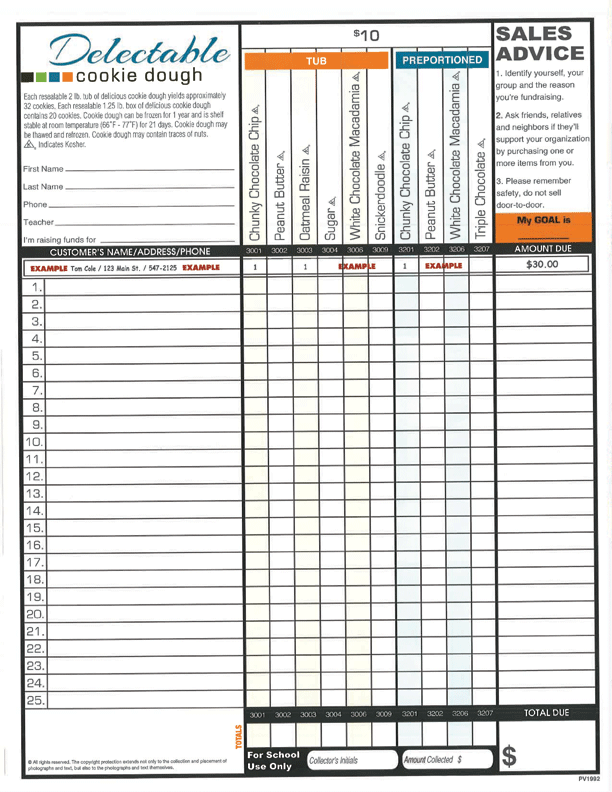 Delectable
cookie dough
Each resealable 2 lb. tub of delicious cookie dough yields approximately
32 cookies. Each resealable 1.25 lb. box of delicious cookie dough
contains 20 cookies. Cookie dough can be frozen for 1 year and is shelf
stable at room temperature (66°F - 77°F) for 21 days. Cookie dough may
be thawed and refrozen. Cookie dough may contain traces of nuts.
Indicates Kosher.
First Name
Last Name
Phone
Teacher
I'm raising funds for
$10
TUB
PREPORTIONED
Chunky Chocolate Chip
Peanut Butter
Oatmeal Raisin
Sugar
White Chocolate Macadamia
Snickerdoodle
Chunky Chocolate Chip
Peanut Butter
White Chocolate Macadamia
Triple Chocolate
SALES
ADVICE
1. Identify yourself, your
group and the reason
you're fundraising.
2. Ask friends, relatives
and neighbors if they'll
support your organization
by purchasing one or
more items from you.
3. Please remember
safety, do not sell
door-to-door.
My GOAL is
CUSTOMER'S NAME/ADDRESS/PHONE 3001 3002 3003 3004 3006 3009 3201 3202 3206 3207 AMOUNT DUE
EXAMPLE Tom Cole / 123 Main St. / 547-2125 EXAMPLE 1 1 EXAMPLE 1 EXAMPLE $30.00
1.
2.
3.
4.
5.
6.
7.
8.
9.
10.
11.
12.
13.
14.
15.
16.
17.
18.
19.
20.
21.
22.
23.
24.
25.
3001 3002 3003 3004 3006 3009 3201 3202 3206 3207 TOTAL DUE
TOTALS
For School
Use Only
Collector's Initials
Amount Collected $
$
© All rights reserved. The copyright protection extends not only to the collection and placement of
photographs and text, but also to the photographs and text themselves.
PV1992